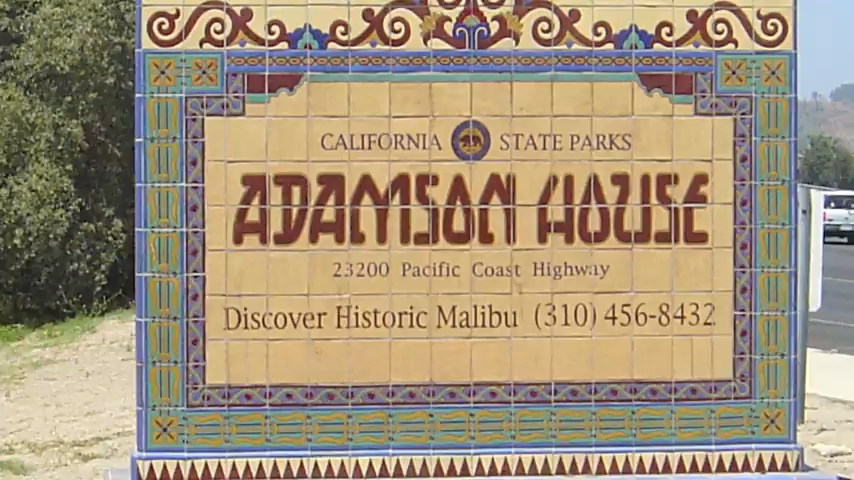 CALIFORNIA STATE PARKS
ADAMSON HOUSE
23200 Pacific Coast Highway
Discover Historic Malibu (310) 456-8432